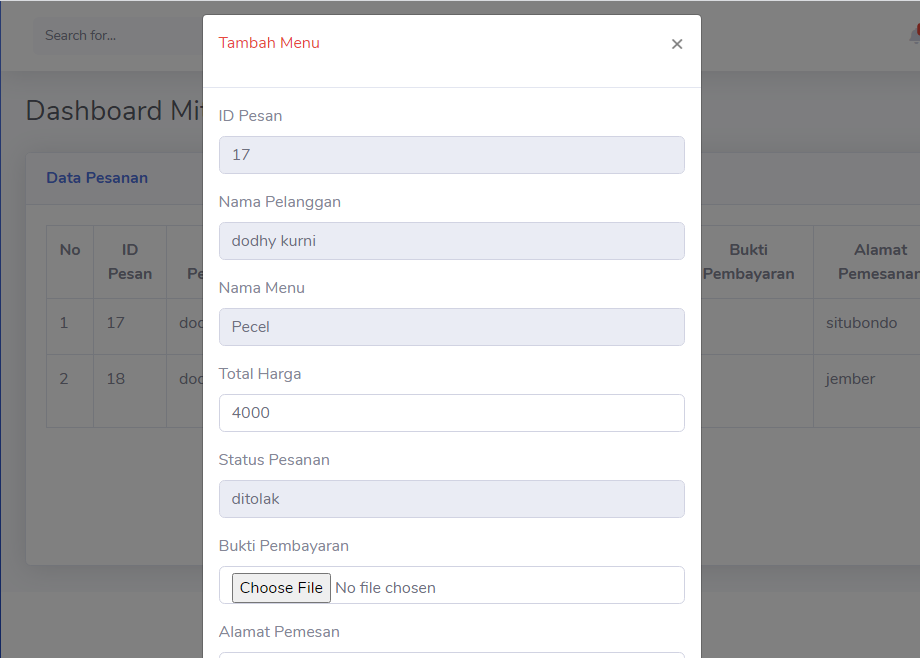 Search for...
Tambah Menu
×
Dashboard Mit
Data Pesanan
No
ID
Pesan
Pe
Bukti
Pembayaran
Alamat
Pemesanan
1
17
doc
situbondo
2
18
doc
jember
ID Pesan
17
Nama Pelanggan
dodhy kurni
Nama Menu
Pecel
Total Harga
4000
Status Pesanan
ditolak
Bukti Pembayaran
Choose File No file chosen
Alamat Pemesan